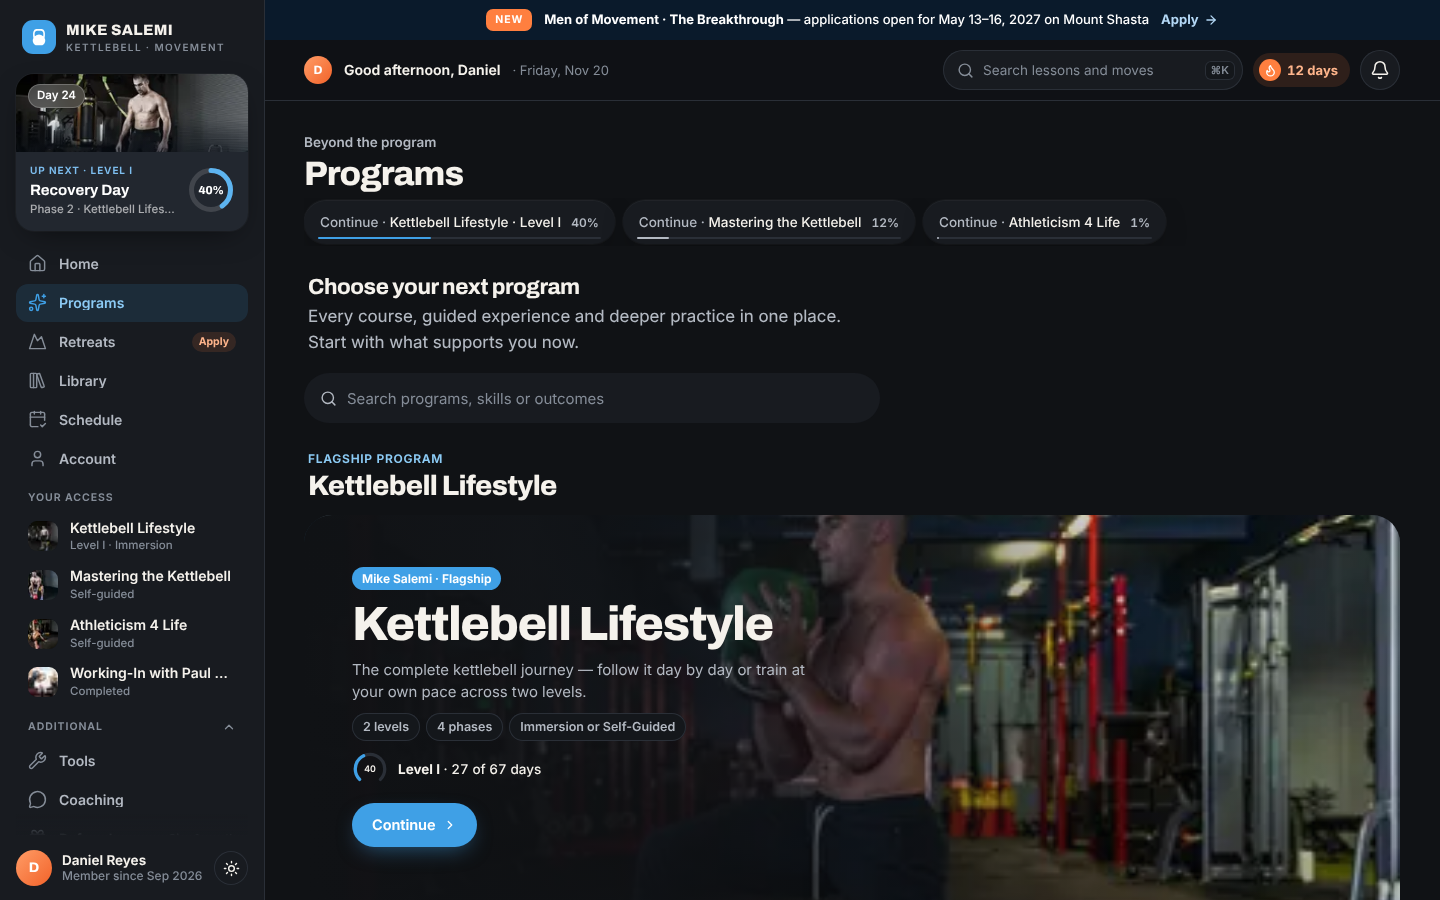 MIKE SALEMI
KETTLEBELL · MOVEMENT
Day 24
UP NEXT · LEVEL I
Recovery Day
Phase 2 · Kettlebell Lifes...
40%
Home
Programs
Retreats
Apply
Library
Schedule
Account
YOUR ACCESS
Kettlebell Lifestyle
Level I · Immersion
Mastering the Kettlebell
Self-guided
Athleticism 4 Life
Self-guided
Working-In with Paul ...
Completed
ADDITIONAL
Tools
Coaching
D
Daniel Reyes
Member since Sep 2026
NEW Men of Movement · The Breakthrough — applications open for May 13–16, 2027 on Mount Shasta Apply →
D Good afternoon, Daniel · Friday, Nov 20
Search lessons and moves ⌘K
12 days
Beyond the program
Programs
Continue · Kettlebell Lifestyle · Level I 40%
Continue · Mastering the Kettlebell 12%
Continue · Athleticism 4 Life 1%
Choose your next program
Every course, guided experience and deeper practice in one place.
Start with what supports you now.
Search programs, skills or outcomes
FLAGSHIP PROGRAM
Kettlebell Lifestyle
Mike Salemi · Flagship
Kettlebell Lifestyle
The complete kettlebell journey — follow it day by day or train at
your own pace across two levels.
2 levels
4 phases
Immersion or Self-Guided
40 Level I · 27 of 67 days
Continue